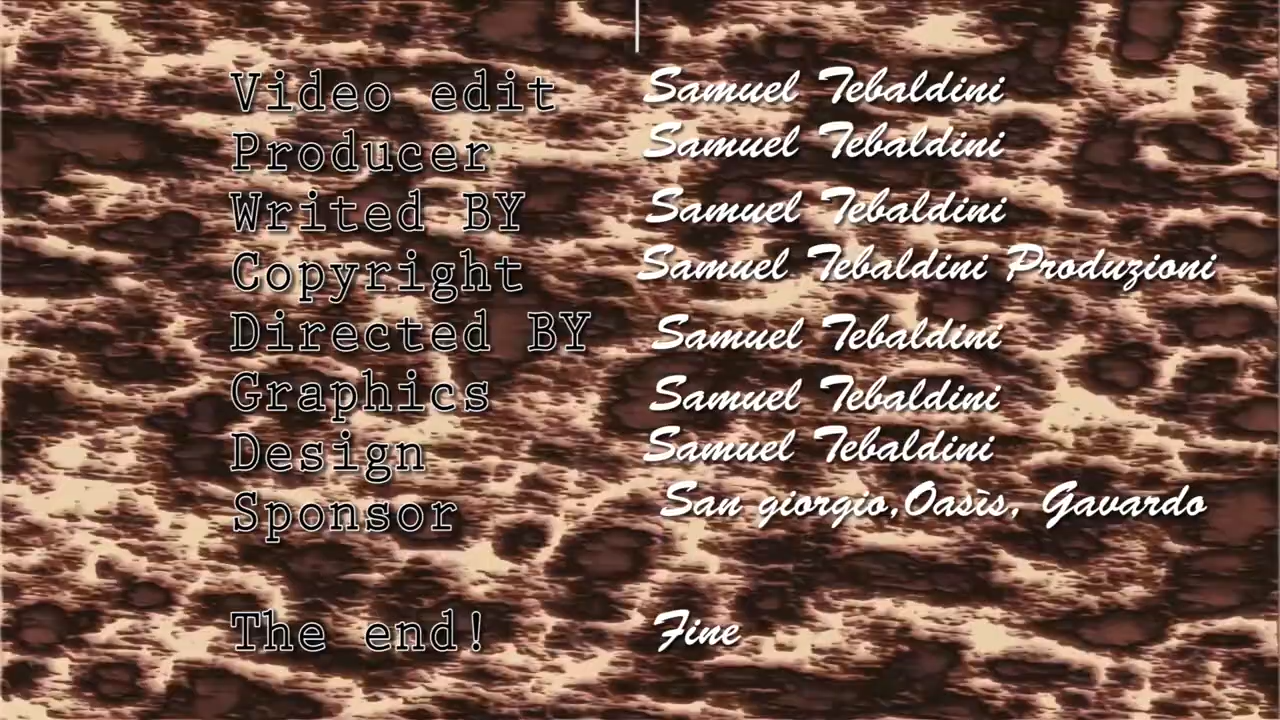 Video edit Samuel Tebaldini
Producer Samuel Tebaldini
Writed BY Samuel Tebaldini
Copyright Samuel Tebaldini Produzioni
Directed BY Samuel Tebaldini
Graphics Samuel Tebaldini
Design Samuel Tebaldini
Sponsor San giorgio,Oasìs, Gavardo
The end! Fine